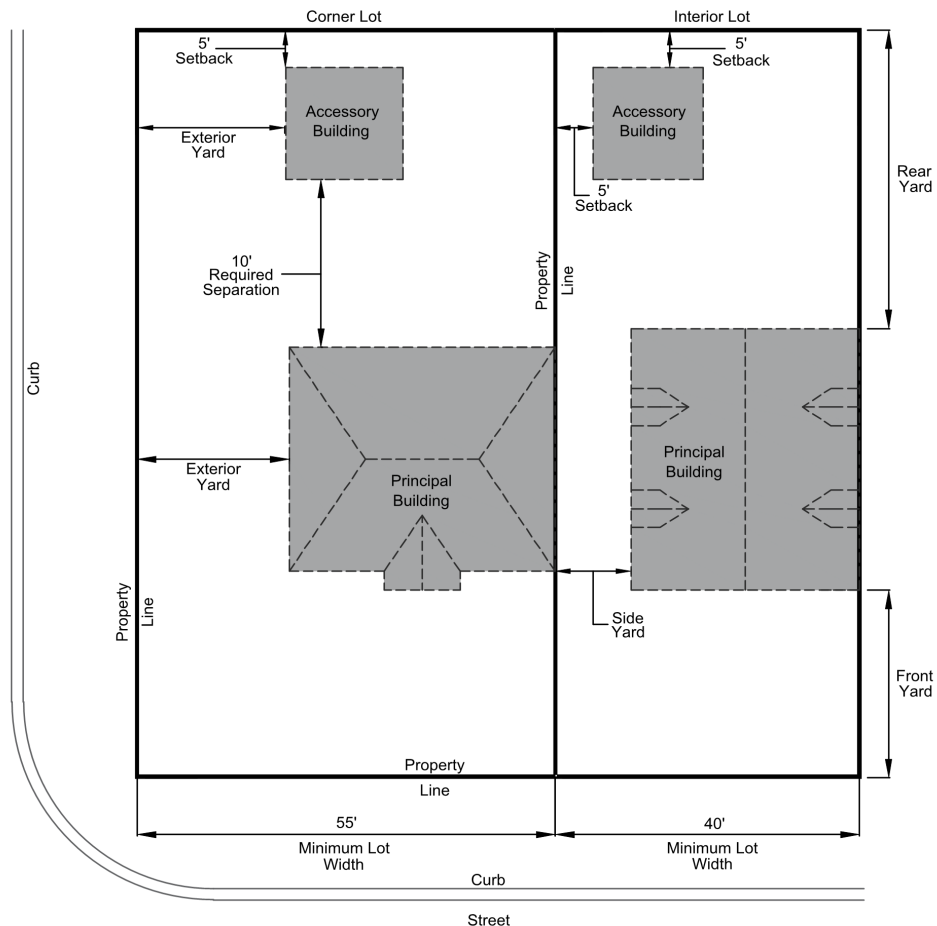 Corner Lot
Interior Lot
5'
Setback
5'
Setback
Accessory
Building
Accessory
Building
Exterior
Yard
Rear
Yard
5'
Setback
10'
Required
Separation
Property
Line
Curb
Principal
Building
Exterior
Yard
Principal
Building
Property
Line
Side
Yard
Front
Yard
Property
Line
55'
40'
Minimum Lot
Width
Minimum Lot
Width
Curb
Street